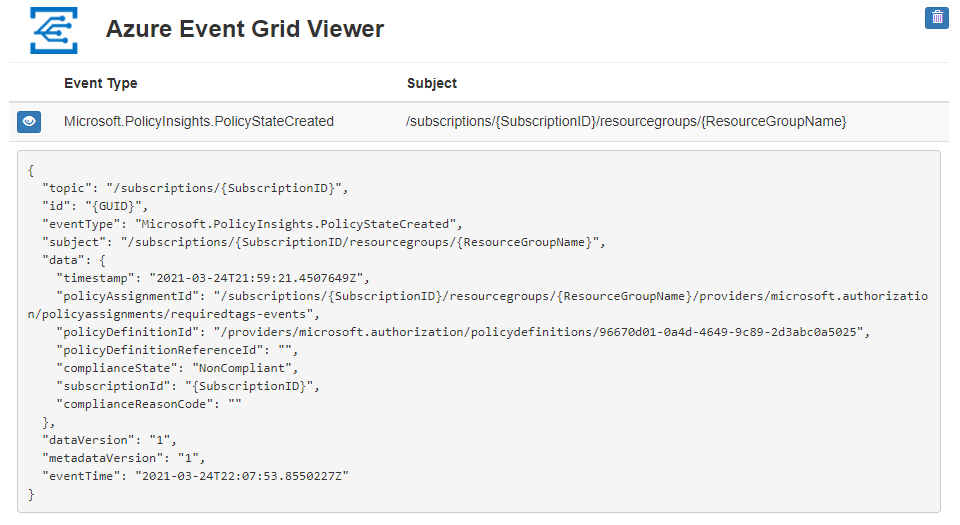 Azure Event Grid Viewer
Event Type Subject
Microsoft.PolicyInsights.PolicyStateCreated /subscriptions/{SubscriptionID}/resourcegroups/{ResourceGroupName}
{
  "topic": "/subscriptions/{SubscriptionID}",
  "id": "{GUID}",
  "eventType": "Microsoft.PolicyInsights.PolicyStateCreated",
  "subject": "/subscriptions/{SubscriptionID/resourcegroups/{ResourceGroupName}",
  "data": {
    "timestamp": "2021-03-24T21:59:21.4507649Z",
    "policyAssignmentId": "/subscriptions/{SubscriptionID}/resourcegroups/{ResourceGroupName}/providers/microsoft.authorizatio
n/policyassignments/requiredtags-events",
    "policyDefinitionId": "/providers/microsoft.authorization/policydefinitions/96670d01-0a4d-4649-9c89-2d3abc0a5025",
    "policyDefinitionReferenceId": "",
    "complianceState": "NonCompliant",
    "subscriptionId": "{SubscriptionID}",
    "complianceReasonCode": ""
  },
  "dataVersion": "1",
  "metadataVersion": "1",
  "eventTime": "2021-03-24T22:07:53.8550227Z"
}